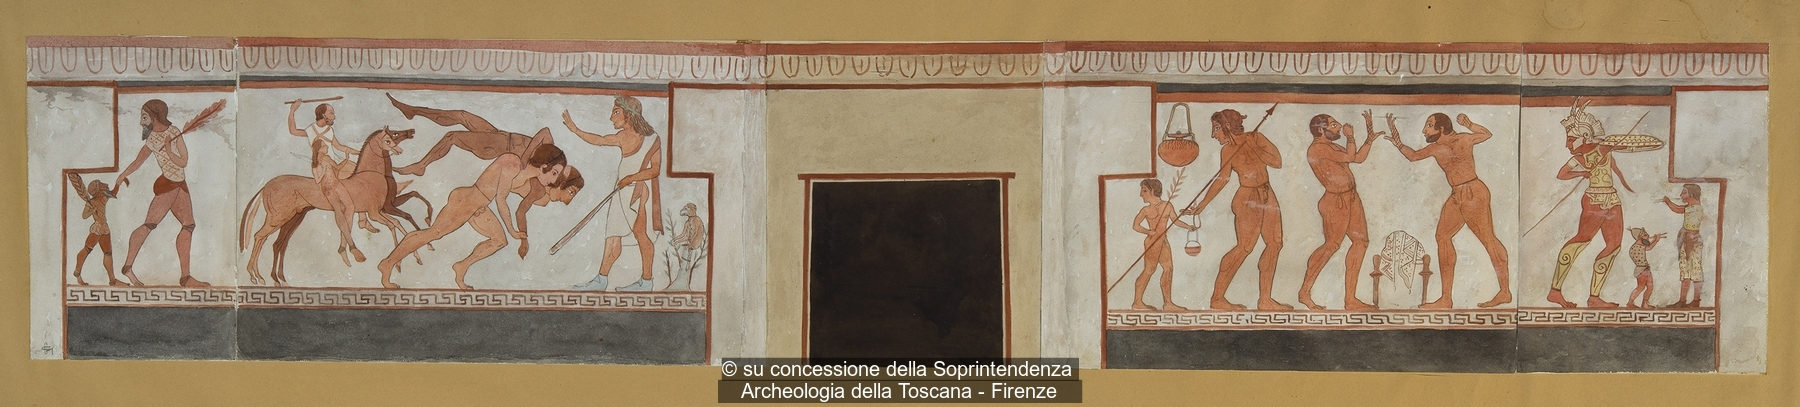 © su concessione della Soprintendenza
Archeologia della Toscana - Firenze